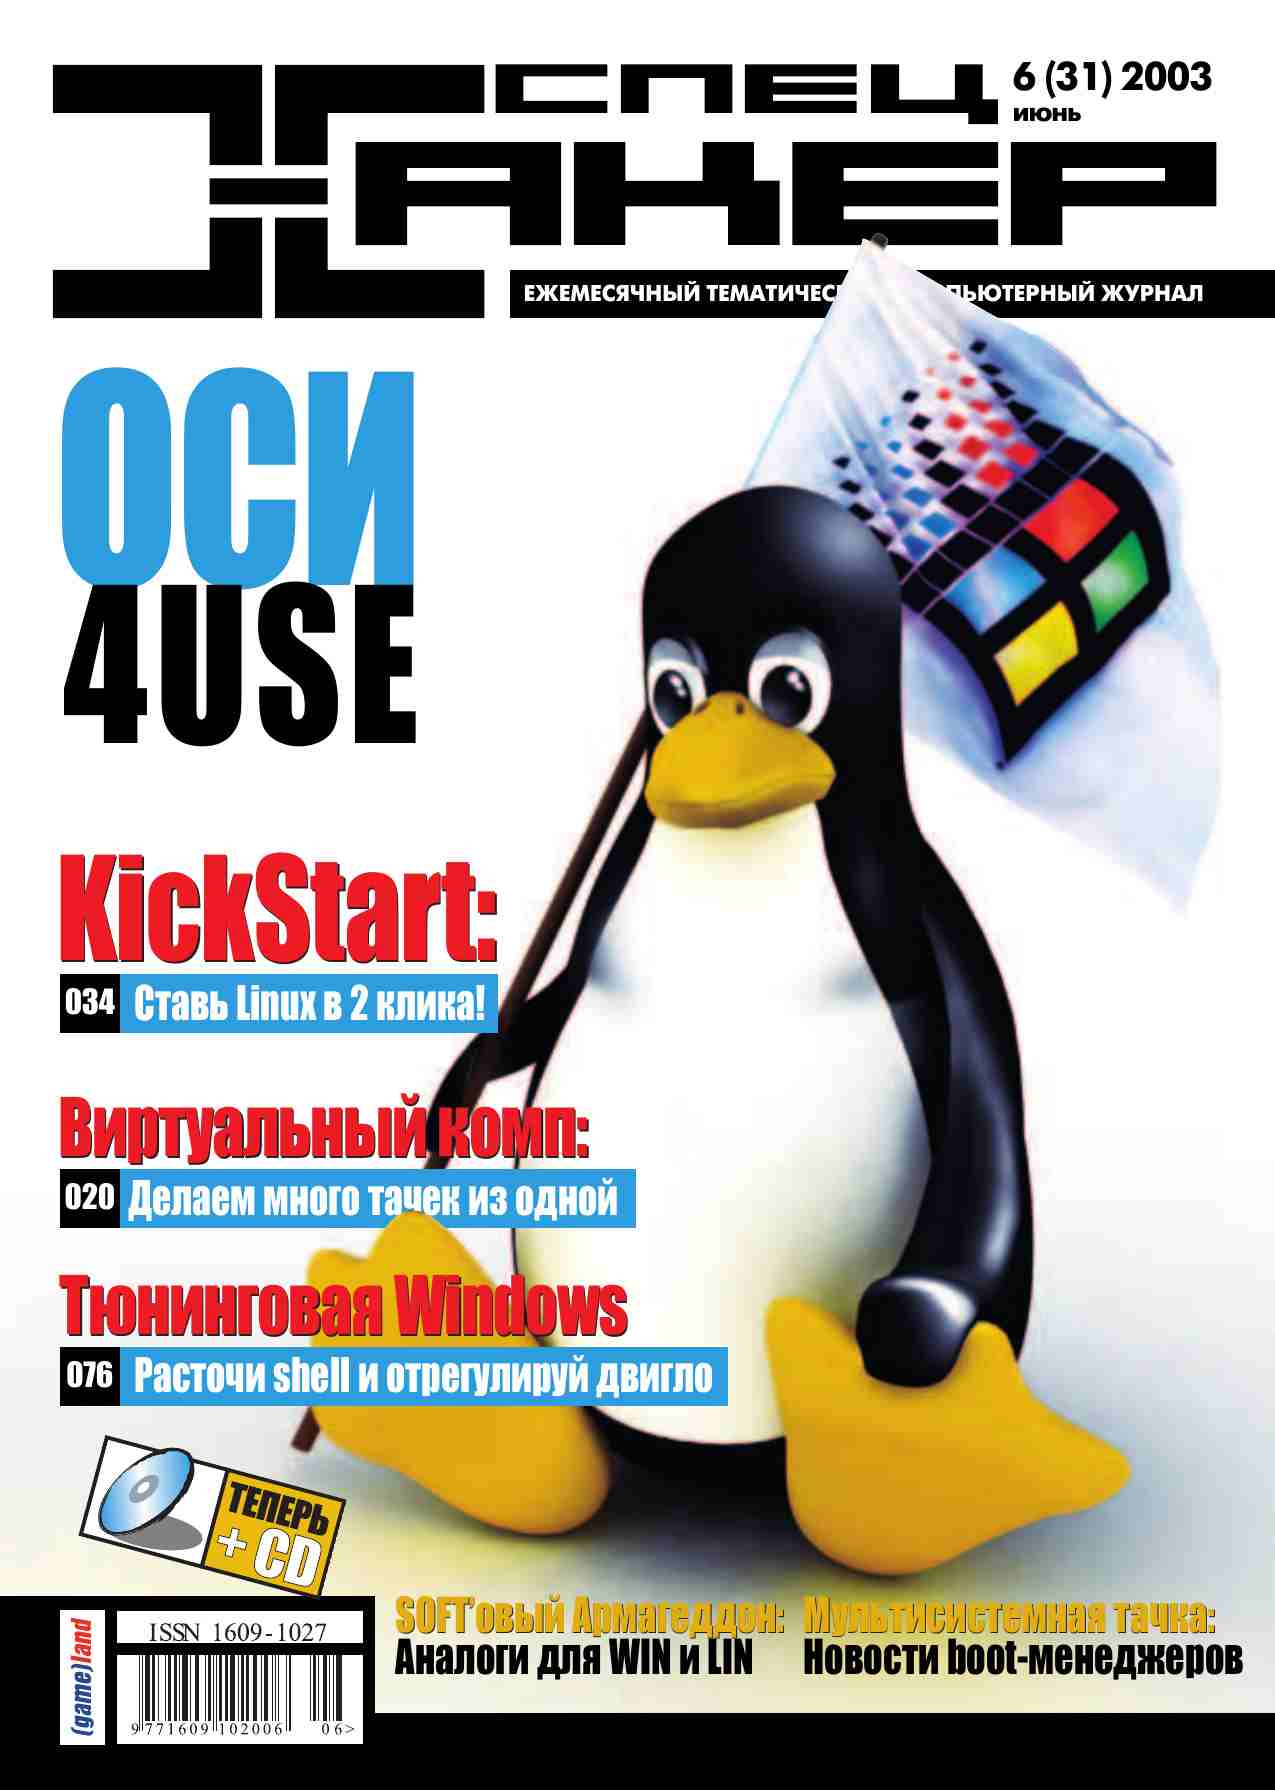 СПЕЦ
ХАКЕР
6 (31) 2003
июнь
ЕЖЕМЕСЯЧНЫЙ ТЕМАТИЧЕС ПЬЮТЕРНЫЙ ЖУРНАЛ
ОСИ
4USE
KickStart:
034 Ставь Linux в 2 клика!
Виртуальный комп:
020 Делаем много тачек из одной
Тюнинговая Windows
076 Расточи shell и отрегулируй двигло
ТЕПЕРЬ
+ CD
SOFT'овый Армагеддон:
Аналоги для WIN и LIN
Мультисистемная тачка:
Новости boot-менеджеров
(game)land
ISSN 1609-1027
9 771609 102006 06>